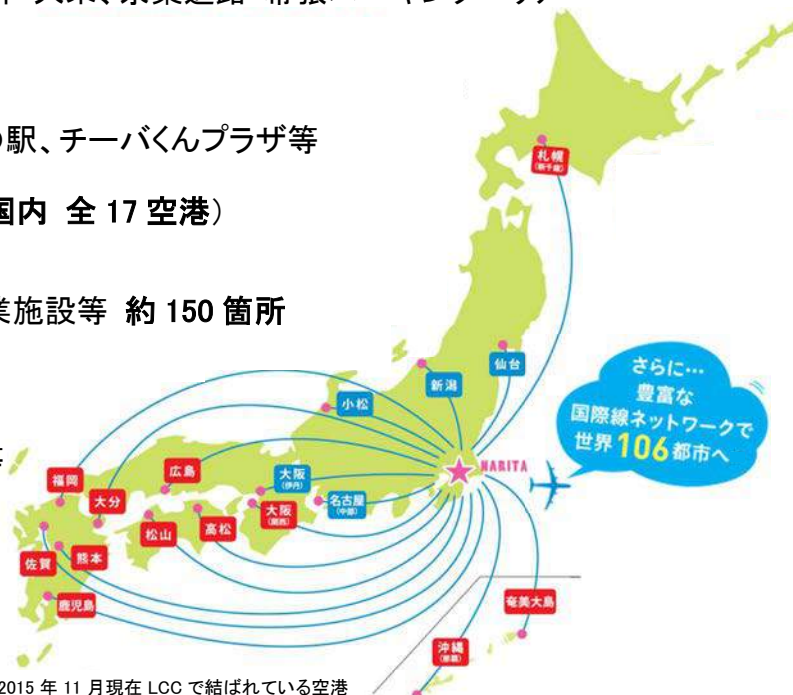 の駅、チーバくんプラザ等
国内 全 17 空港）
業施設等 約 150 箇所
札幌
(新千歳)
仙台
新潟
小松
さらに…
豊富な
国際線ネットワークで
世界106都市へ
NARITA
福岡
大分
広島
大阪
(伊丹)
大阪
(関西)
名古屋
(中部)
佐賀
熊本
松山
高松
鹿児島
奄美大島
沖縄
(那覇)
2015 年 11 月現在 LCC で結ばれている空港